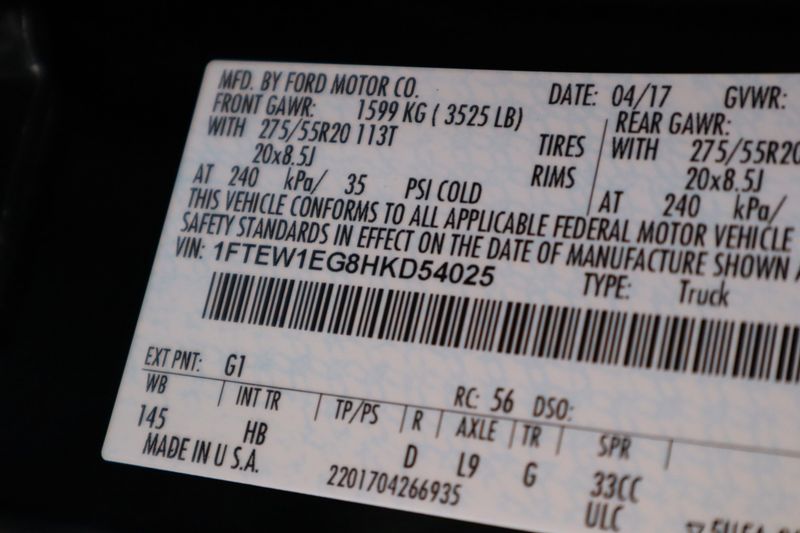 MFD. BY FORD MOTOR CO. DATE: 04/17 GVWR:
FRONT GAWR: 1599 KG ( 3525 LB) REAR GAWR:
WITH 275/55R20 113T TIRES WITH 275/55R20
20x8.5J RIMS 20x8.5J
AT 240 kPa/ 35 PSI COLD AT 240 kPa/
THIS VEHICLE CONFORMS TO ALL APPLICABLE FEDERAL MOTOR VEHICLE
SAFETY STANDARDS IN EFFECT ON THE DATE OF MANUFACTURE SHOWN
VIN: 1FTEW1EG8HKD54025 TYPE: Truck
EXT PNT: G1 RC: 56 DSO:
WB INT TR TP/PS R AXLE TR SPR
145 HB D L9 G 33CC
MADE IN U S.A. 2201704266935 ULC